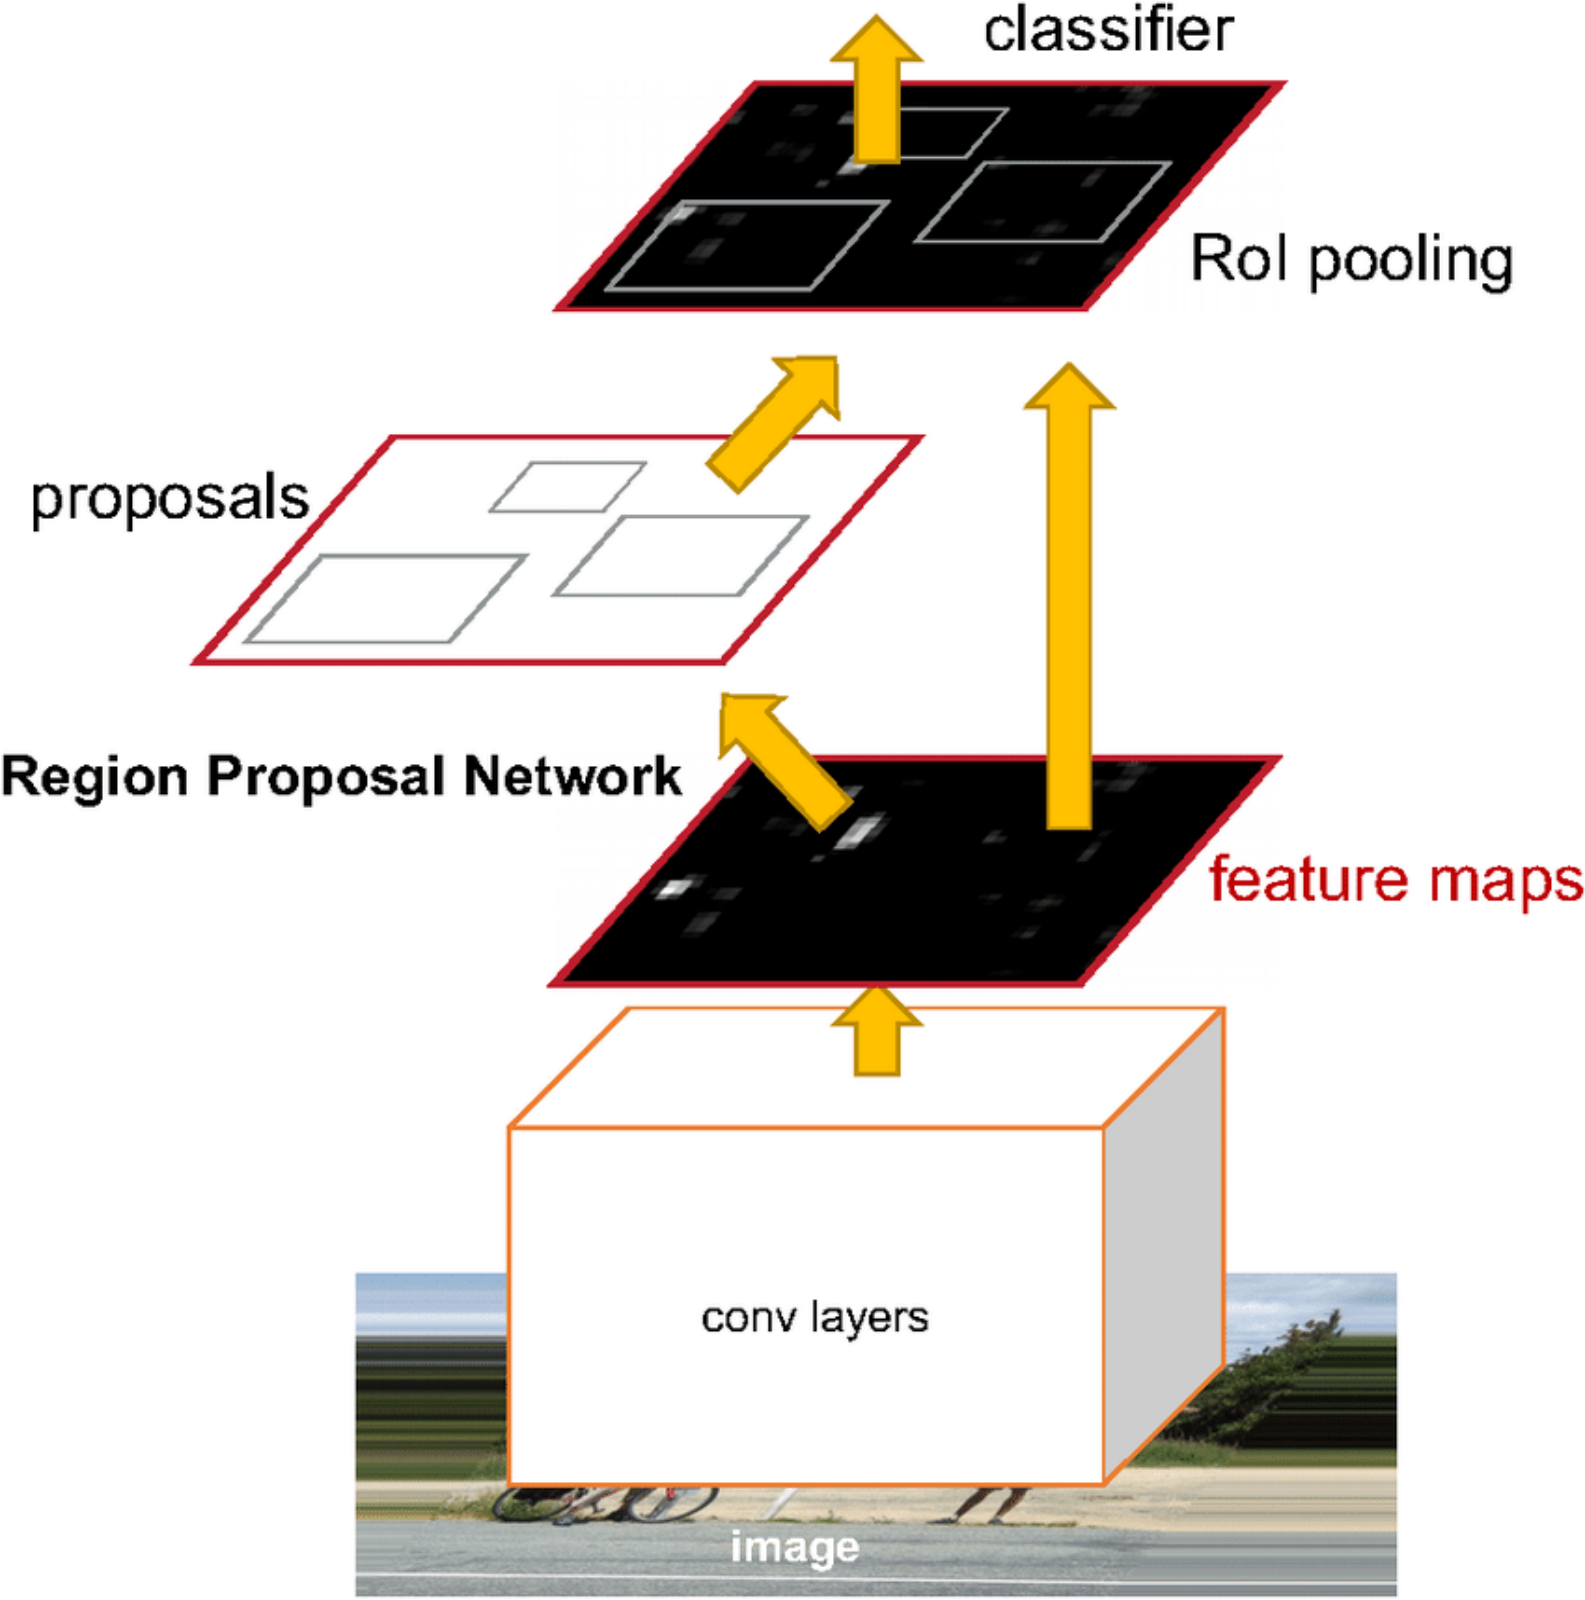 classifier
RoI pooling
proposals
Region Proposal Network
feature maps
conv layers
image